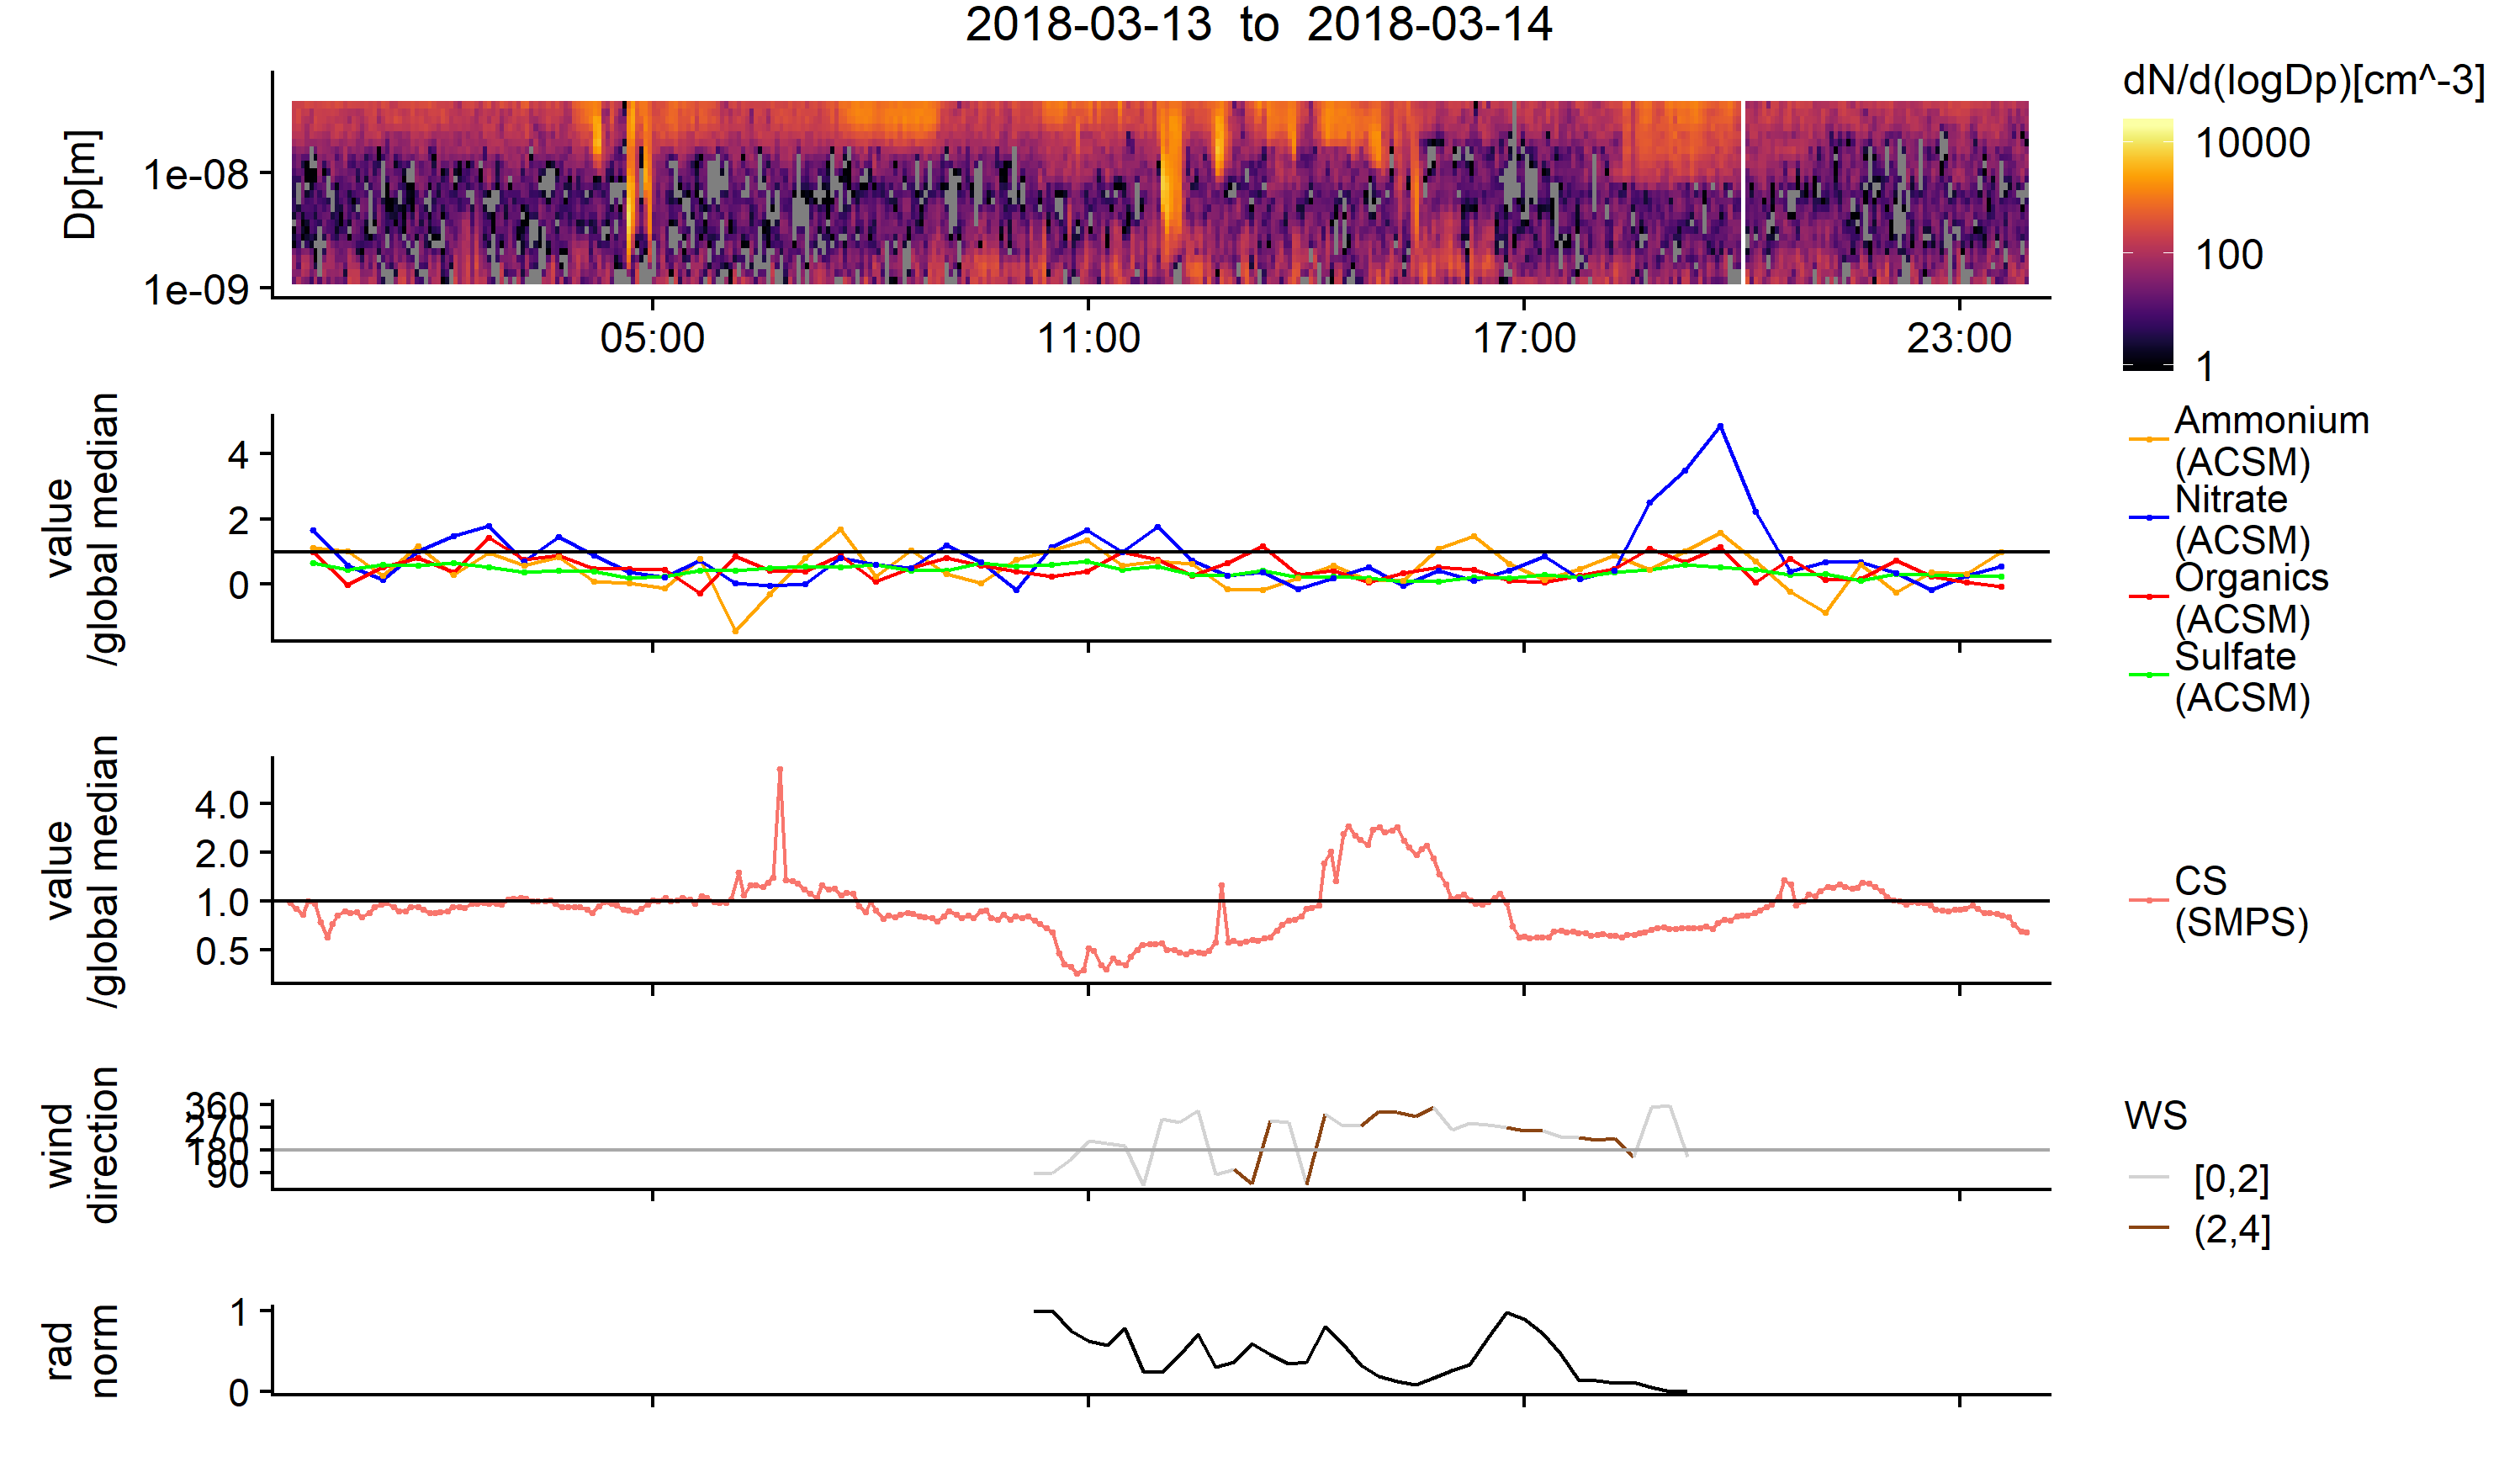 2018-03-13  to  2018-03-14
Dp[m]
1e-08
1e-09
05:00
11:00
17:00
23:00
dN/d(logDp)[cm^-3]
10000
100
1
value
/global median
4
2
0
Ammonium
(ACSM)
Nitrate
(ACSM)
Organics
(ACSM)
Sulfate
(ACSM)
value
/global median
4.0
2.0
1.0
0.5
CS
(SMPS)
wind
direction
360
270
180
90
WS
[0,2]
(2,4]
rad
norm
1
0